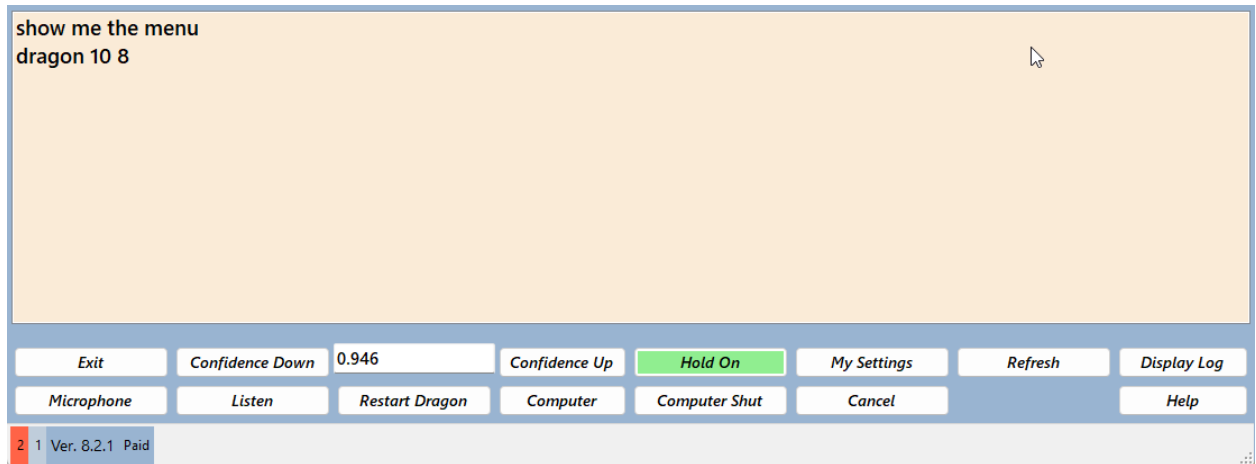 show me the menu
dragon 10 8
Exit Confidence Down 0.946 Confidence Up Hold On My Settings Refresh Display Log
Microphone Listen Restart Dragon Computer Computer Shut Cancel Help
2 1 Ver. 8.2.1 Paid